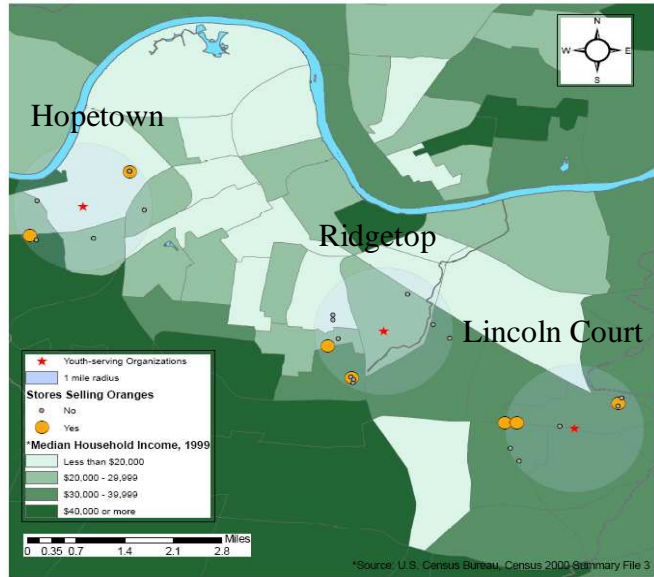 N
W E
S
Hopetown
Ridgetop
Lincoln Court
Youth-serving Organizations
1 mile radius
Stores Selling Oranges
No
Yes
*Median Household Income, 1999
Less than $20,000
$20,000 - 29,999
$30,000 - 39,999
$40,000 or more
Miles
0 0.35 0.7 1.4 2.1 2.8
*Source: U.S. Census Bureau, Census 2000 Summary File 3